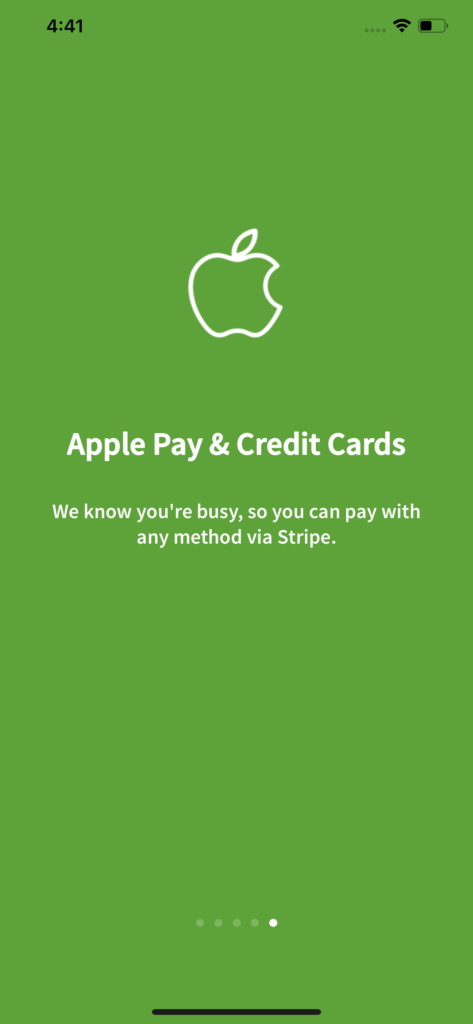 4:41
Apple Pay & Credit Cards
We know you're busy, so you can pay with
any method via Stripe.